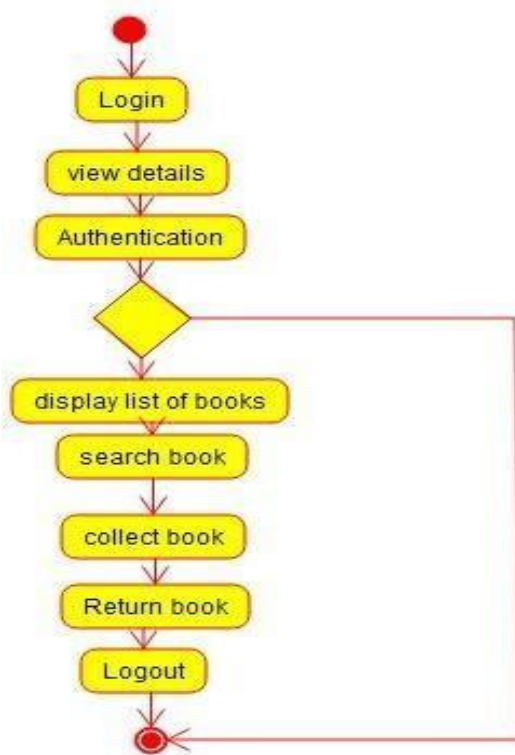 Login
view details
Authentication
display list of books
search book
collect book
Return book
Logout